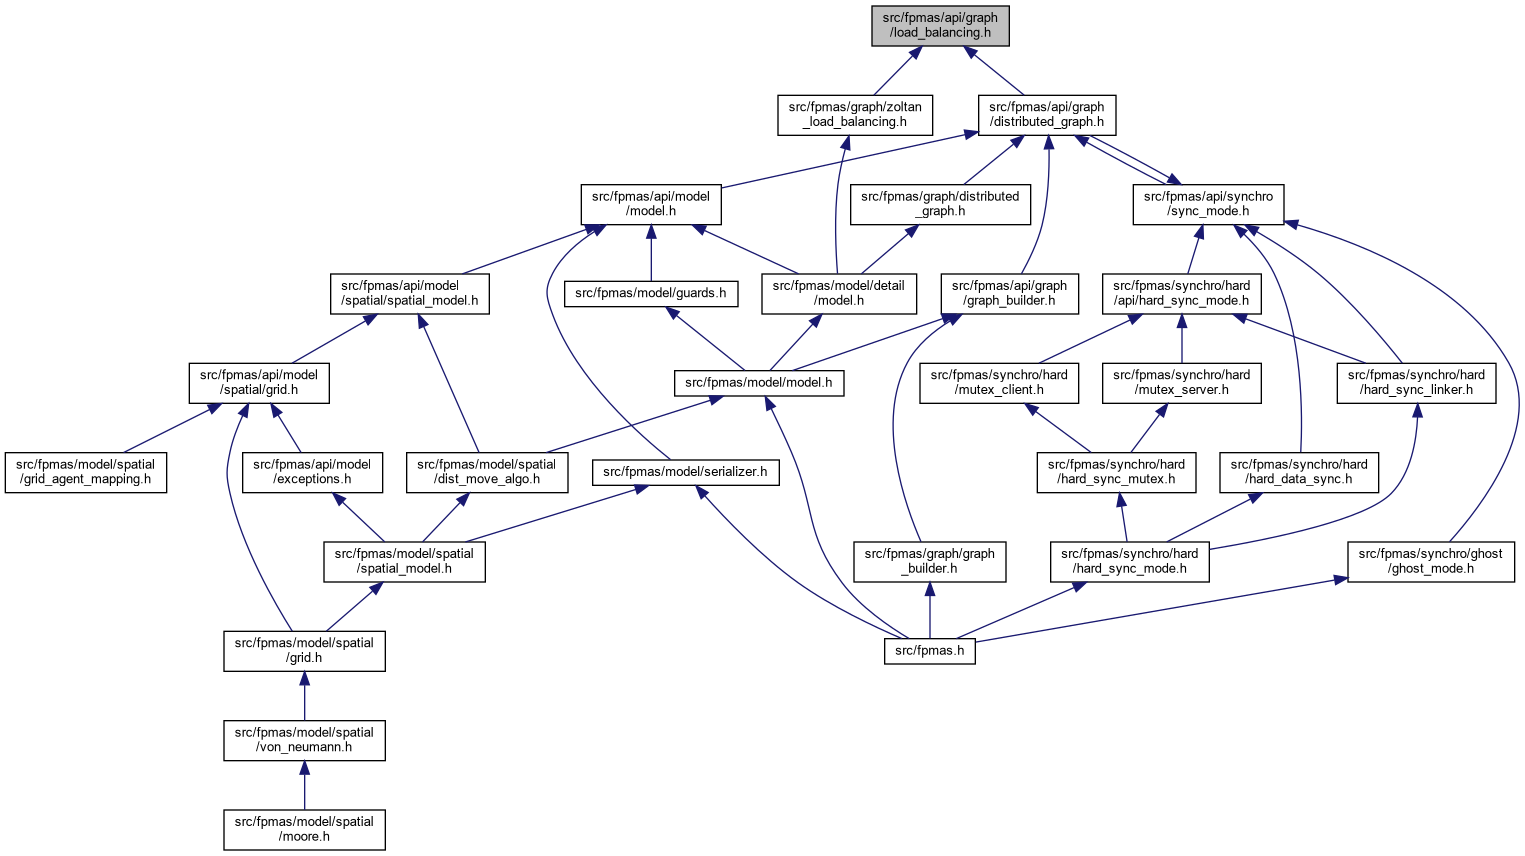 src/fpmas/api/graph
/load_balancing.h
src/fpmas/graph/zoltan
_load_balancing.h
src/fpmas/api/graph
/distributed_graph.h
src/fpmas/api/model
/model.h
src/fpmas/graph/distributed
_graph.h
src/fpmas/api/synchro
/sync_mode.h
src/fpmas/api/model
/spatial/spatial_model.h
src/fpmas/model/guards.h
src/fpmas/model/detail
/model.h
src/fpmas/api/graph
/graph_builder.h
src/fpmas/synchro/hard
/api/hard_sync_mode.h
src/fpmas/api/model
/spatial/grid.h
src/fpmas/model/model.h
src/fpmas/synchro/hard
/mutex_client.h
src/fpmas/synchro/hard
/mutex_server.h
src/fpmas/synchro/hard
/hard_sync_linker.h
src/fpmas/model/spatial
/grid_agent_mapping.h
src/fpmas/api/model
/exceptions.h
src/fpmas/model/spatial
/dist_move_algo.h
src/fpmas/model/serializer.h
src/fpmas/synchro/hard
/hard_sync_mutex.h
src/fpmas/synchro/hard
/hard_data_sync.h
src/fpmas/model/spatial
/spatial_model.h
src/fpmas/graph/graph
_builder.h
src/fpmas/synchro/hard
/hard_sync_mode.h
src/fpmas/synchro/ghost
/ghost_mode.h
src/fpmas/model/spatial
/grid.h
src/fpmas.h
src/fpmas/model/spatial
/von_neumann.h
src/fpmas/model/spatial
/moore.h